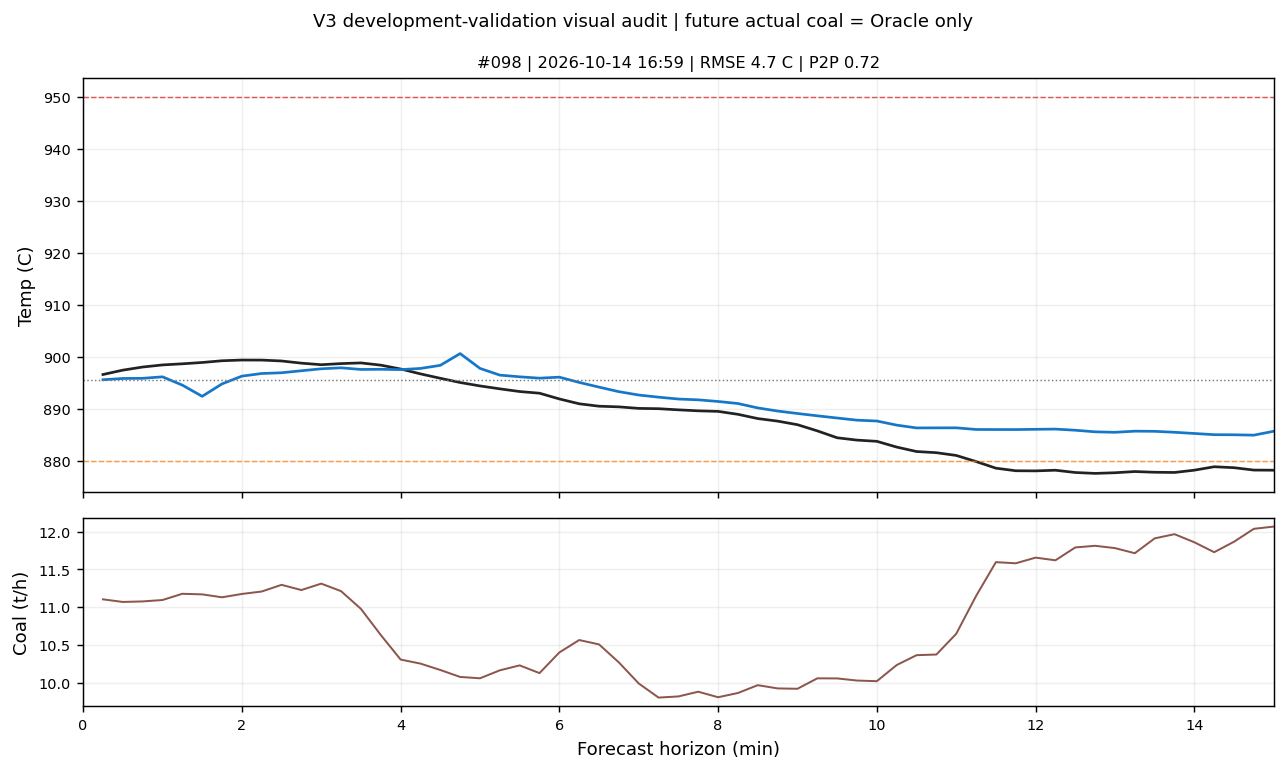 V3 development-validation visual audit | future actual coal = Oracle only
#098 | 2026-10-14 16:59 | RMSE 4.7 C | P2P 0.72
950
940
930
920
910
900
890
880
Temp (C)
12.0
11.5
11.0
10.5
10.0
Coal (t/h)
0 2 4 6 8 10 12 14
Forecast horizon (min)